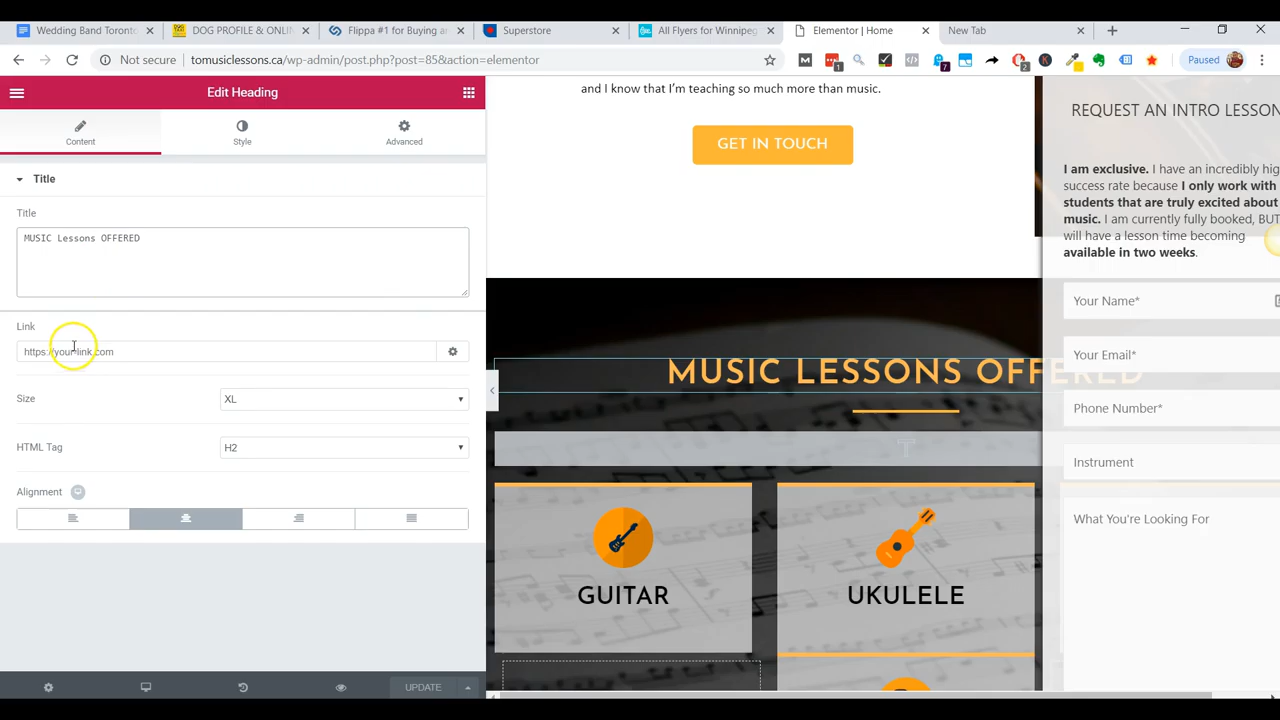 Wedding Band Toronto
DOG PROFILE & ONLIN
Flippa #1 for Buying an
Superstore
All Flyers for Winnipeg
Elementor | Home
New Tab
Not secure
tomusiclessons.ca/wp-admin/post.php?post=85&action=elementor
1
7
2
Paused
Edit Heading
Content
Style
Advanced
Title
Title
MUSIC Lessons OFFERED
Link
https://your-link.com
Size
XL
HTML Tag
H2
Alignment
UPDATE
and I know that I'm teaching so much more than music.
GET IN TOUCH
MUSIC LESSONS OFFERED
GUITAR
UKULELE
REQUEST AN INTRO LESSON
I am exclusive. I have an incredibly hig
success rate because I only work with
students that are truly excited about
music. I am currently fully booked, BUT
will have a lesson time becoming
available in two weeks.
Your Name*
Your Email*
Phone Number*
Instrument
What You're Looking For